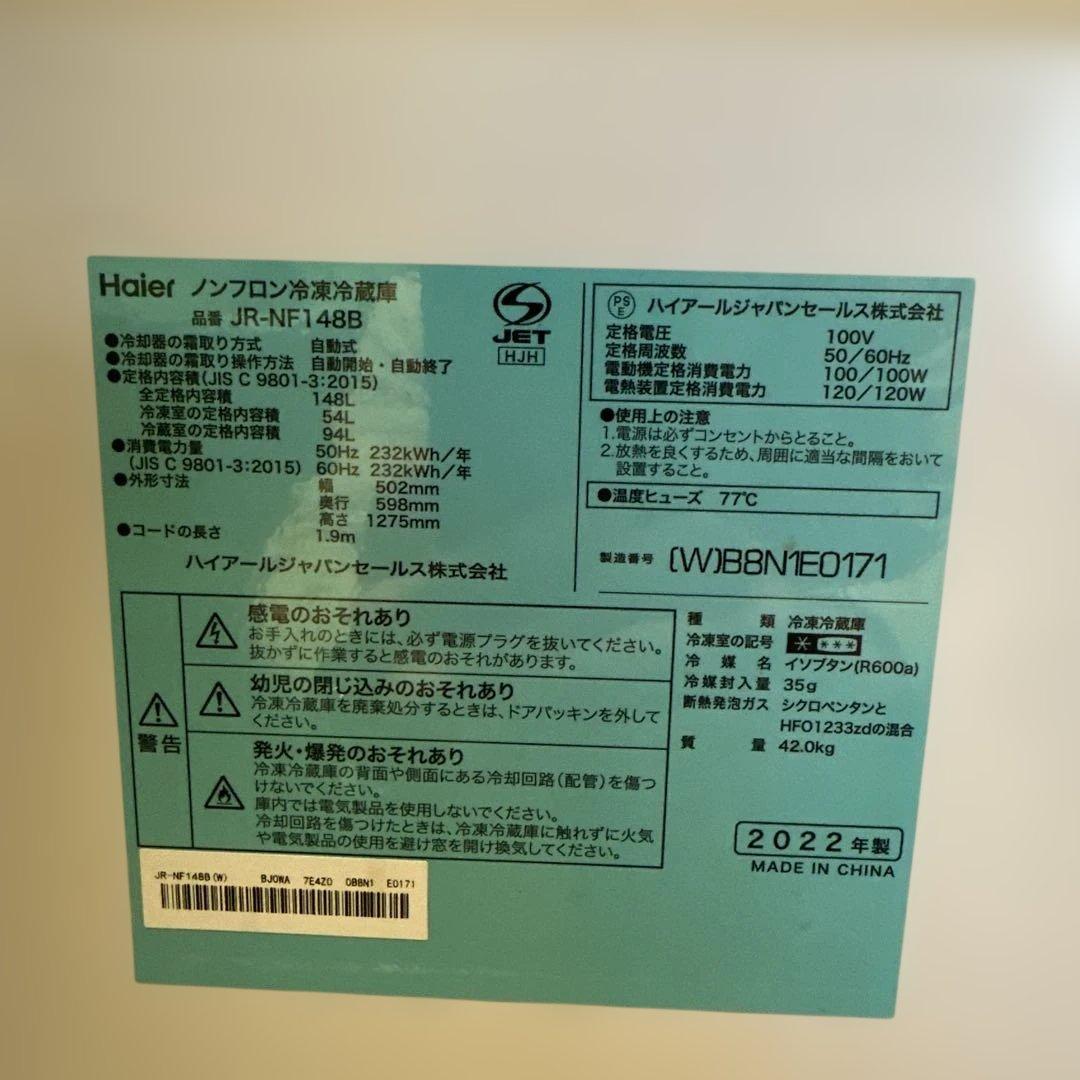 Haier ノンフロン冷凍冷蔵庫
品番 JR-NF148B
●冷却器の霜取り方式 自動式
●冷却器の霜取り操作方法 自動開始・自動終了
●定格内容積(JIS C 9801-3:2015)
全定格内容積 148L
冷凍室の定格内容積 54L
冷蔵室の定格内容積 94L
●消費電力量 50Hz 232kWh/年
(JIS C 9801-3:2015) 60Hz 232kWh/年
●外形寸法 幅 502mm
奥行 598mm
高さ 1275mm
●コードの長さ 1.9m
ハイアールジャパンセールス株式会社
JET
HJH
PS
E
ハイアールジャパンセールス株式会社
定格電圧 100V
定格周波数 50/60Hz
電動機定格消費電力 100/100W
電熱装置定格消費電力 120/120W
●使用上の注意
1.電源は必ずコンセントからとること。
2.放熱を良くするため、周囲に適当な間隔をおいて
設置すること。
●温度ヒューズ 77℃
製造番号 (W)B8N1E0171
警告
感電のおそれあり
お手入れのときには、必ず電源プラグを抜いてください。
抜かずに作業すると感電のおそれがあります。
幼児の閉じ込みのおそれあり
冷凍冷蔵庫を廃棄処分するときは、ドアパッキンを外して
ください。
発火・爆発のおそれあり
冷凍冷蔵庫の背面や側面にある冷却回路(配管)を傷つ
けないでください。
庫内では電気製品を使用しないでください。
冷却回路を傷つけたときは、冷凍冷蔵庫に触れずに火気
や電気製品の使用を避け窓を開け換気してください。
種類 冷凍冷蔵庫
冷凍室の記号
冷媒名 イソブタン(R600a)
冷媒封入量 35g
断熱発泡ガス シクロペンタンと
HFO1233zdの混合
質量 42.0kg
2022年製
MADE IN CHINA
JR-NF148B(W) BJ0WA 7E4Z0 0B8N1 E0171